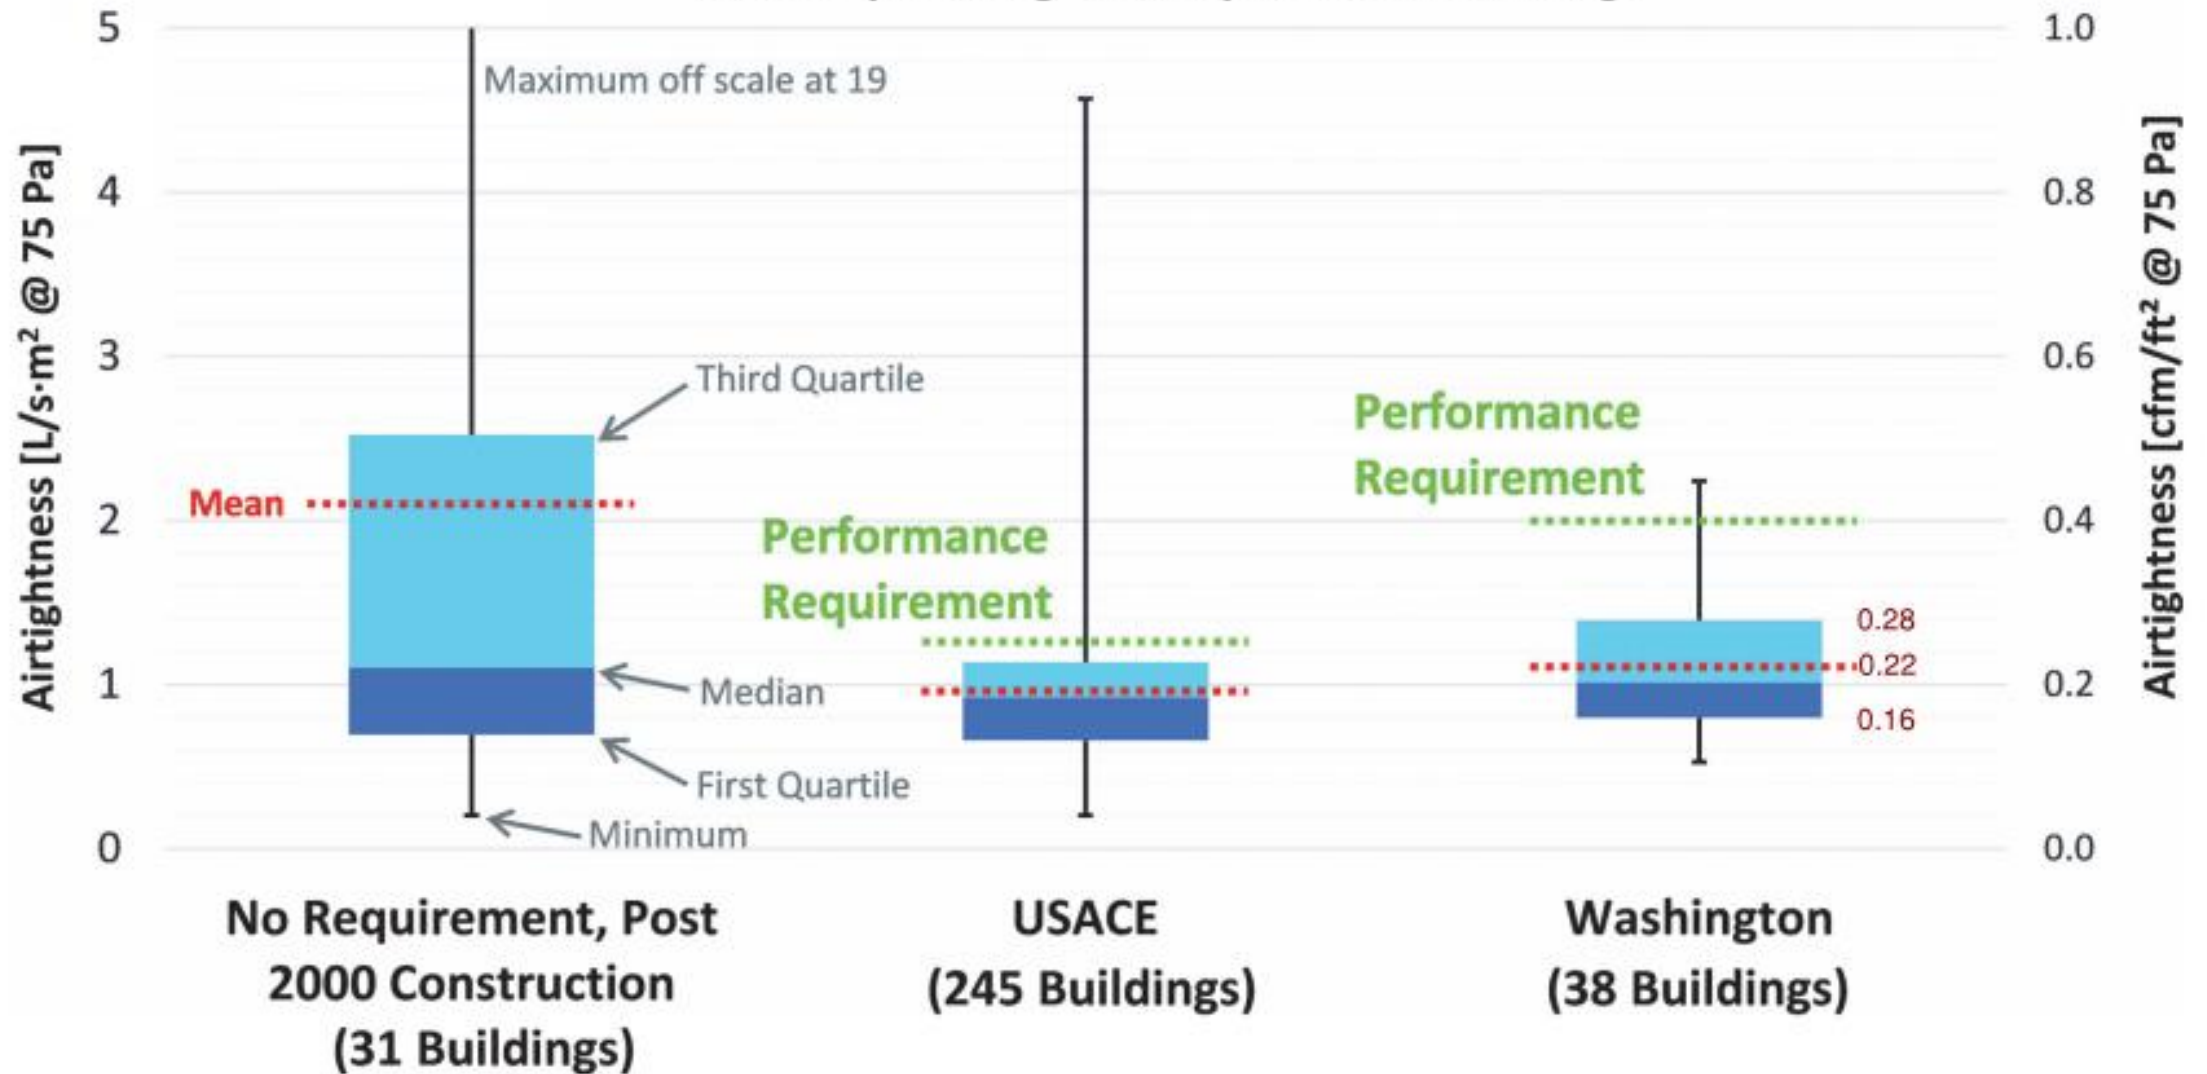 5
4
3
2
1
0
Airtightness [L/s·m² @ 75 Pa]
1.0
0.8
0.6
0.4
0.2
0.0
Airtightness [cfm/ft² @ 75 Pa]
Maximum off scale at 19
Third Quartile
Mean
Median
First Quartile
Minimum
Performance
Requirement
Performance
Requirement
0.28
0.22
0.16
No Requirement, Post
2000 Construction
(31 Buildings)
USACE
(245 Buildings)
Washington
(38 Buildings)